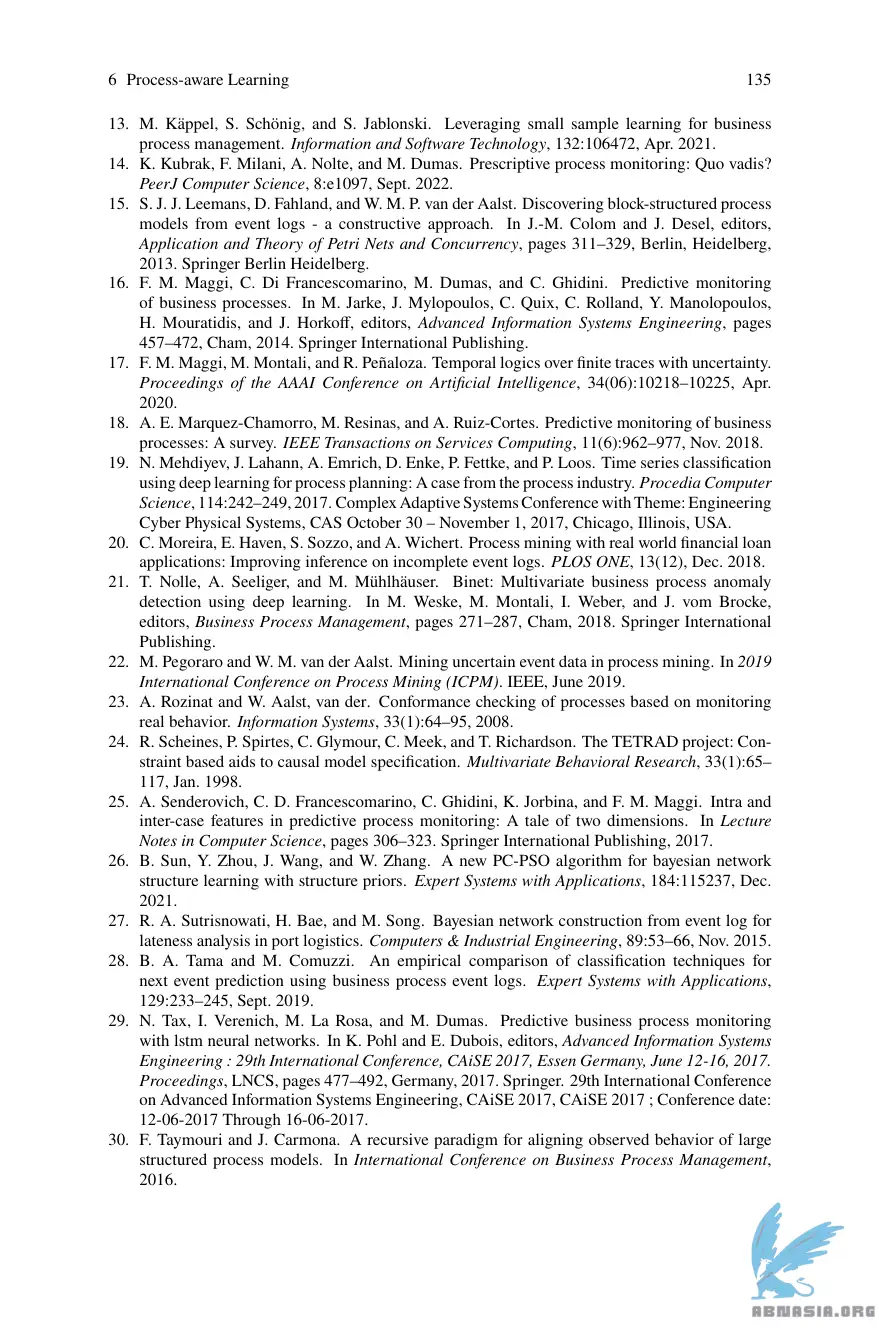 6 Process-aware Learning 135
13. M. Käppel, S. Schönig, and S. Jablonski. Leveraging small sample learning for business
process management. Information and Software Technology, 132:106472, Apr. 2021.
14. K. Kubrak, F. Milani, A. Nolte, and M. Dumas. Prescriptive process monitoring: Quo vadis?
PeerJ Computer Science, 8:e1097, Sept. 2022.
15. S. J. J. Leemans, D. Fahland, and W. M. P. van der Aalst. Discovering block-structured process
models from event logs - a constructive approach. In J.-M. Colom and J. Desel, editors,
Application and Theory of Petri Nets and Concurrency, pages 311–329, Berlin, Heidelberg,
2013. Springer Berlin Heidelberg.
16. F. M. Maggi, C. Di Francescomarino, M. Dumas, and C. Ghidini. Predictive monitoring
of business processes. In M. Jarke, J. Mylopoulos, C. Quix, C. Rolland, Y. Manolopoulos,
H. Mouratidis, and J. Horkoff, editors, Advanced Information Systems Engineering, pages
457–472, Cham, 2014. Springer International Publishing.
17. F. M. Maggi, M. Montali, and R. Peñaloza. Temporal logics over finite traces with uncertainty.
Proceedings of the AAAI Conference on Artificial Intelligence, 34(06):10218–10225, Apr.
2020.
18. A. E. Marquez-Chamorro, M. Resinas, and A. Ruiz-Cortes. Predictive monitoring of business
processes: A survey. IEEE Transactions on Services Computing, 11(6):962–977, Nov. 2018.
19. N. Mehdiyev, J. Lahann, A. Emrich, D. Enke, P. Fettke, and P. Loos. Time series classification
using deep learning for process planning: A case from the process industry. Procedia Computer
Science, 114:242–249, 2017. Complex Adaptive Systems Conference with Theme: Engineering
Cyber Physical Systems, CAS October 30 – November 1, 2017, Chicago, Illinois, USA.
20. C. Moreira, E. Haven, S. Sozzo, and A. Wichert. Process mining with real world financial loan
applications: Improving inference on incomplete event logs. PLOS ONE, 13(12), Dec. 2018.
21. T. Nolle, A. Seeliger, and M. Mühlhäuser. Binet: Multivariate business process anomaly
detection using deep learning. In M. Weske, M. Montali, I. Weber, and J. vom Brocke,
editors, Business Process Management, pages 271–287, Cham, 2018. Springer International
Publishing.
22. M. Pegoraro and W. M. van der Aalst. Mining uncertain event data in process mining. In 2019
International Conference on Process Mining (ICPM). IEEE, June 2019.
23. A. Rozinat and W. Aalst, van der. Conformance checking of processes based on monitoring
real behavior. Information Systems, 33(1):64–95, 2008.
24. R. Scheines, P. Spirtes, C. Glymour, C. Meek, and T. Richardson. The TETRAD project: Con-
straint based aids to causal model specification. Multivariate Behavioral Research, 33(1):65–
117, Jan. 1998.
25. A. Senderovich, C. D. Francescomarino, C. Ghidini, K. Jorbina, and F. M. Maggi. Intra and
inter-case features in predictive process monitoring: A tale of two dimensions. In Lecture
Notes in Computer Science, pages 306–323. Springer International Publishing, 2017.
26. B. Sun, Y. Zhou, J. Wang, and W. Zhang. A new PC-PSO algorithm for bayesian network
structure learning with structure priors. Expert Systems with Applications, 184:115237, Dec.
2021.
27. R. A. Sutrisnowati, H. Bae, and M. Song. Bayesian network construction from event log for
lateness analysis in port logistics. Computers & Industrial Engineering, 89:53–66, Nov. 2015.
28. B. A. Tama and M. Comuzzi. An empirical comparison of classification techniques for
next event prediction using business process event logs. Expert Systems with Applications,
129:233–245, Sept. 2019.
29. N. Tax, I. Verenich, M. La Rosa, and M. Dumas. Predictive business process monitoring
with lstm neural networks. In K. Pohl and E. Dubois, editors, Advanced Information Systems
Engineering : 29th International Conference, CAiSE 2017, Essen Germany, June 12-16, 2017.
Proceedings, LNCS, pages 477–492, Germany, 2017. Springer. 29th International Conference
on Advanced Information Systems Engineering, CAiSE 2017, CAiSE 2017 ; Conference date:
12-06-2017 Through 16-06-2017.
30. F. Taymouri and J. Carmona. A recursive paradigm for aligning observed behavior of large
structured process models. In International Conference on Business Process Management,
2016.
ABNASIA.ORG